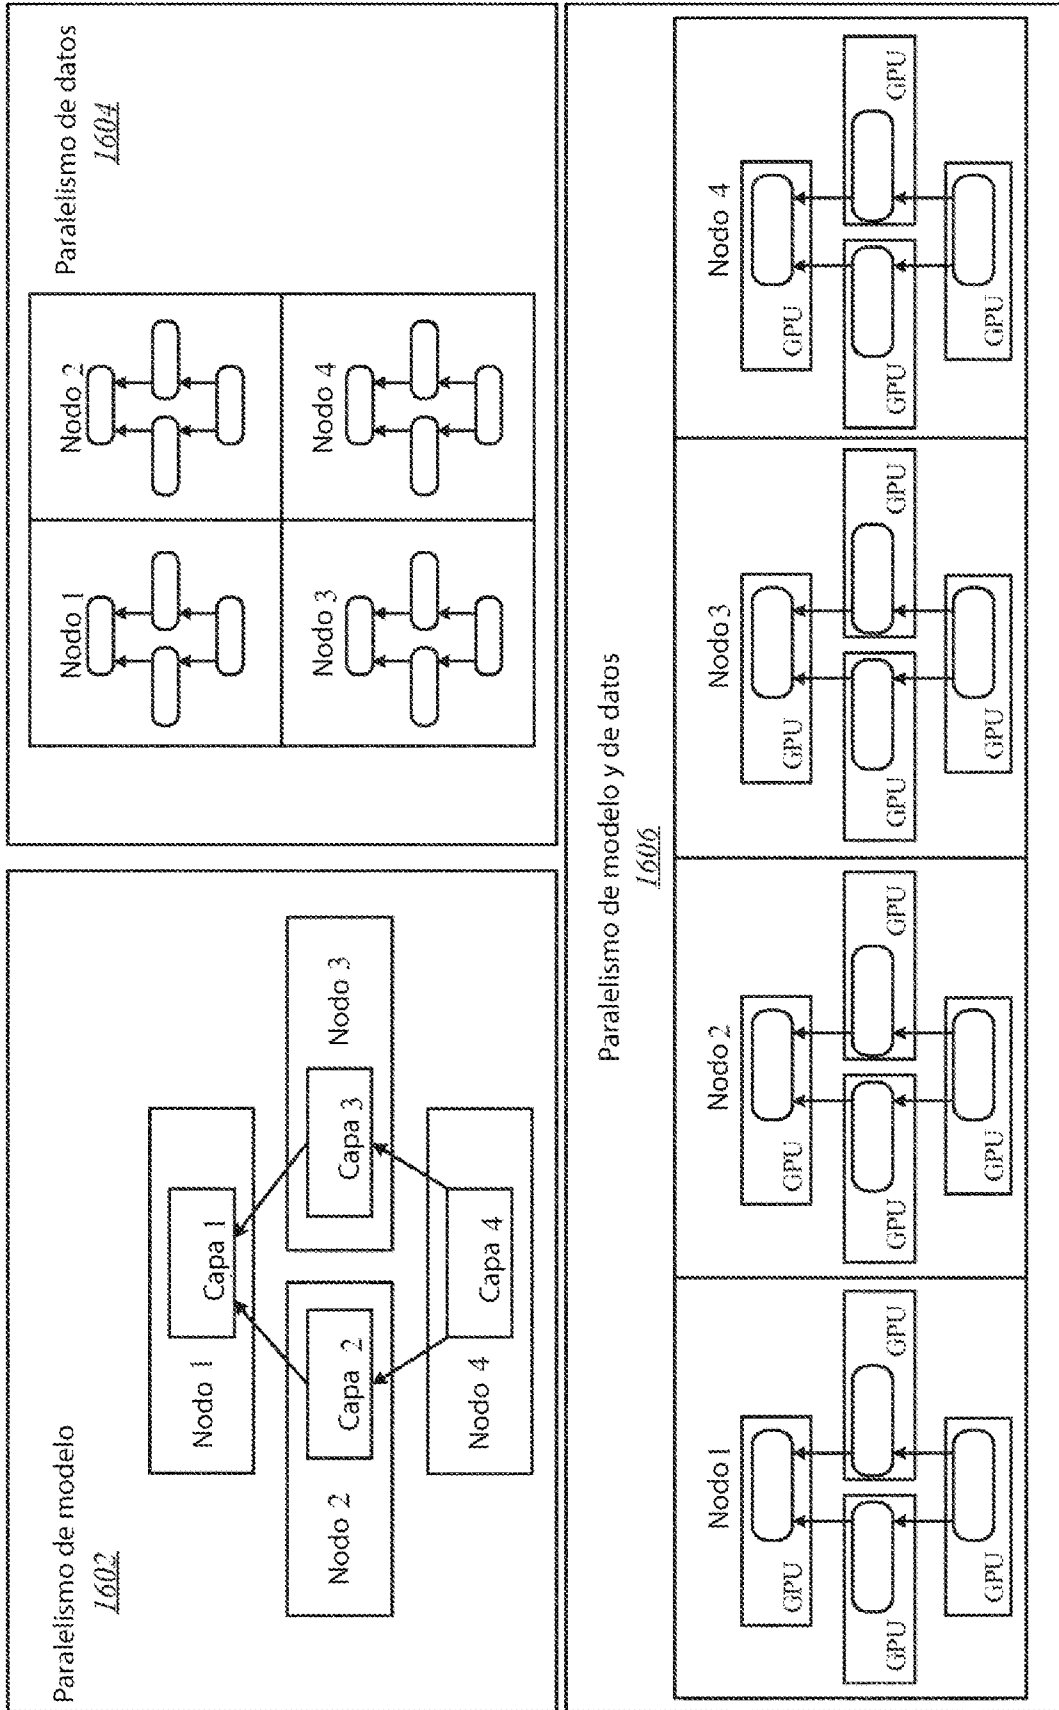 Paralelismo de modelo
1602
Nodo 1
Capa 1
Nodo 2
Capa 2
Capa 3
Nodo 3
Nodo 4
Capa 4
Paralelismo de datos
1604
Nodo 1
Nodo 2
Nodo 3
Nodo 4
Paralelismo de modelo y de datos
1606
Nodo 1
GPU
GPU
GPU
GPU
Nodo 2
GPU
GPU
GPU
GPU
Nodo 3
GPU
GPU
GPU
GPU
Nodo 4
GPU
GPU
GPU
GPU